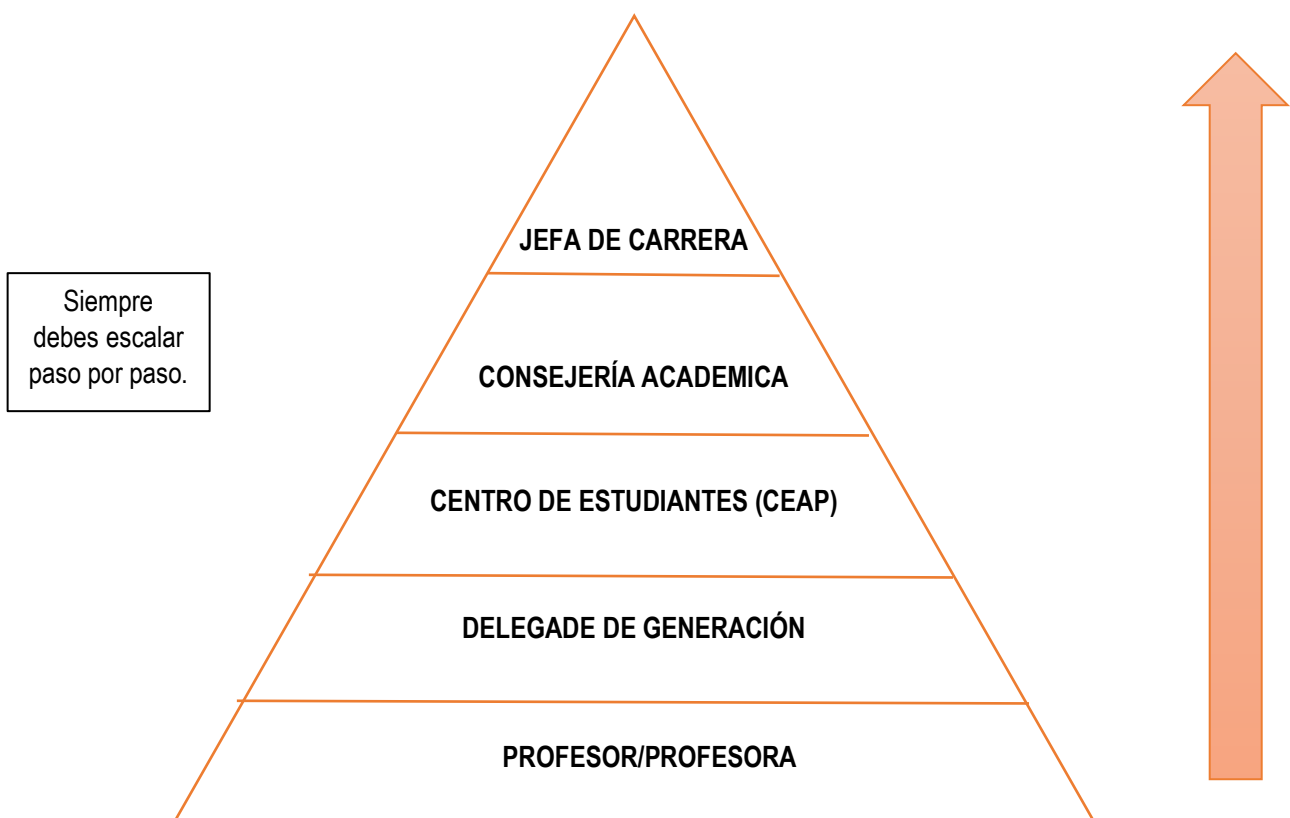 JEFA DE CARRERA
Siempre
debes escalar
paso por paso.
CONSEJERÍA ACADEMICA
CENTRO DE ESTUDIANTES (CEAP)
DELEGADE DE GENERACIÓN
PROFESOR/PROFESORA